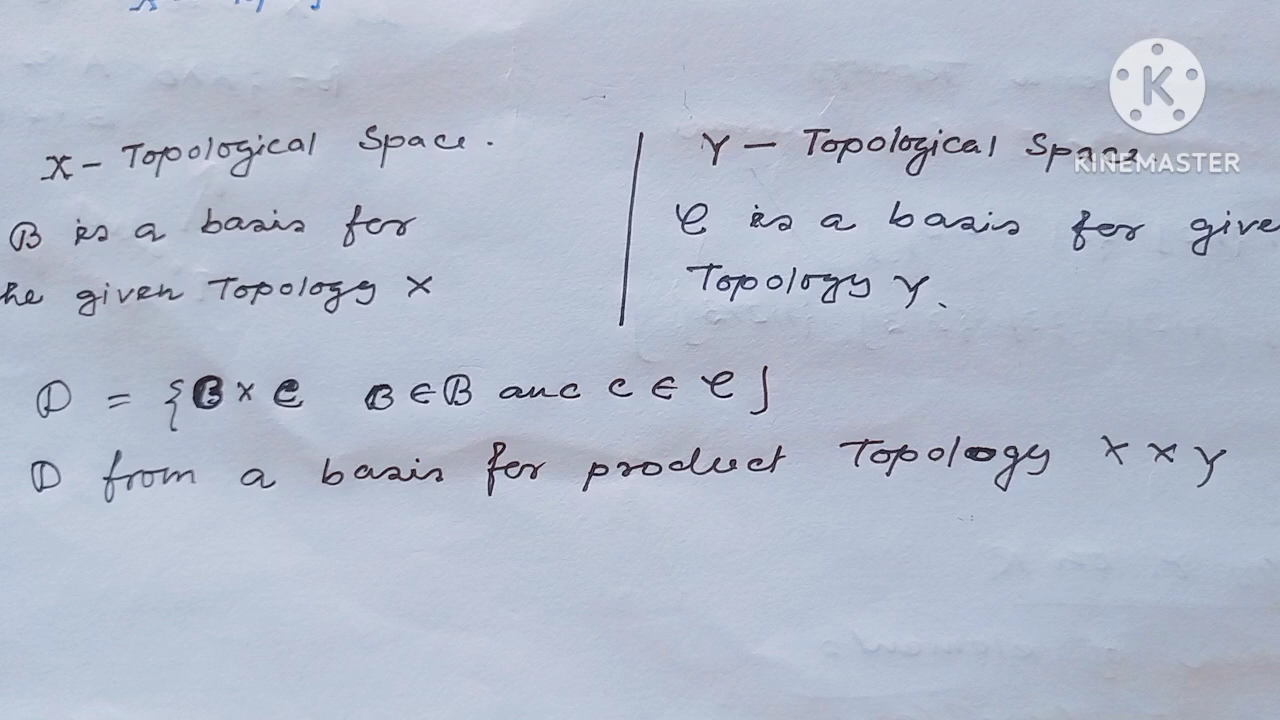 X - Topological Space.
B is a basis for
he given Topology X
Y - Topological Space.
C is a basis for give
Topology Y.
D = {B × C B ∈ B anc C ∈ C}
D from a basis for product Topology X × Y
K
KINEMASTER